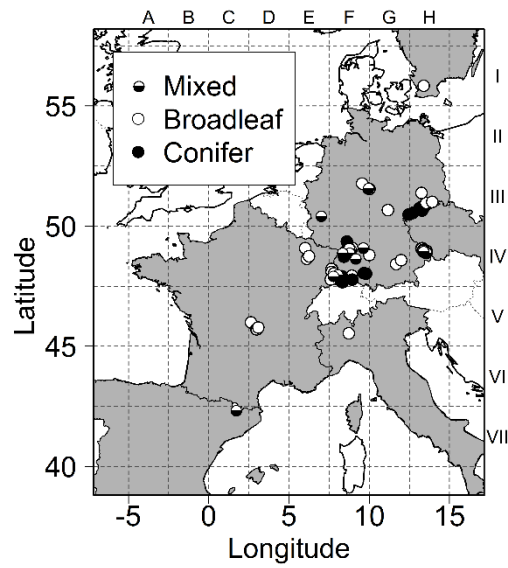 A B C D E F G H
Mixed
Broadleaf
Conifer
I
II
III
IV
V
VI
VII
55
50
45
40
Latitude
-5 0 5 10 15
Longitude